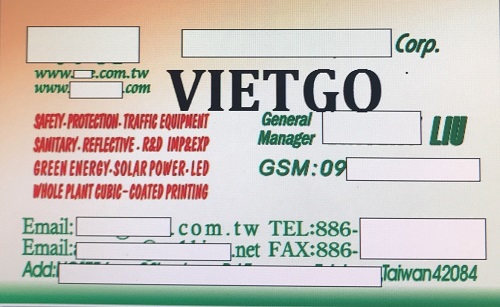 Corp.
www. .com.tw
www. .com
VIETGO
SAFETY·PROTECTION·TRAFFIC EQUIPMENT
General Manager LIU
SANITARY·REFLECTIVE·R&D IMP&EXP
GREEN ENERGY·SOLAR POWER·LED
GSM:09
WHOLE PLANT CUBIC-COATED PRINTING
Email: .com.tw TEL:886-
Email: .net FAX:886-
Add: Taiwan42084